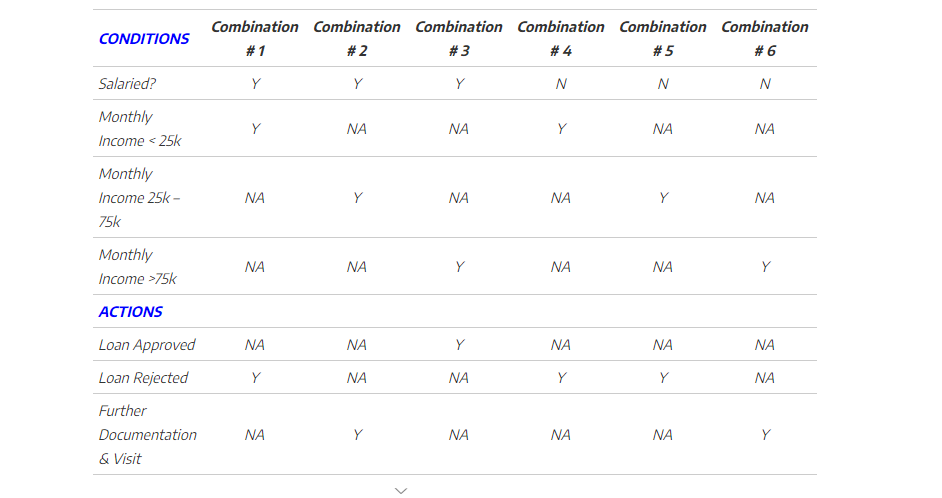 CONDITIONS Combination # 1 Combination # 2 Combination # 3 Combination # 4 Combination # 5 Combination # 6
Salaried? Y Y Y N N N
Monthly Income < 25k Y NA NA Y NA NA
Monthly Income 25k – 75k NA Y NA NA Y NA
Monthly Income >75k NA NA Y NA NA Y
ACTIONS
Loan Approved NA NA Y NA NA NA
Loan Rejected Y NA NA Y Y NA
Further Documentation & Visit NA Y NA NA NA Y